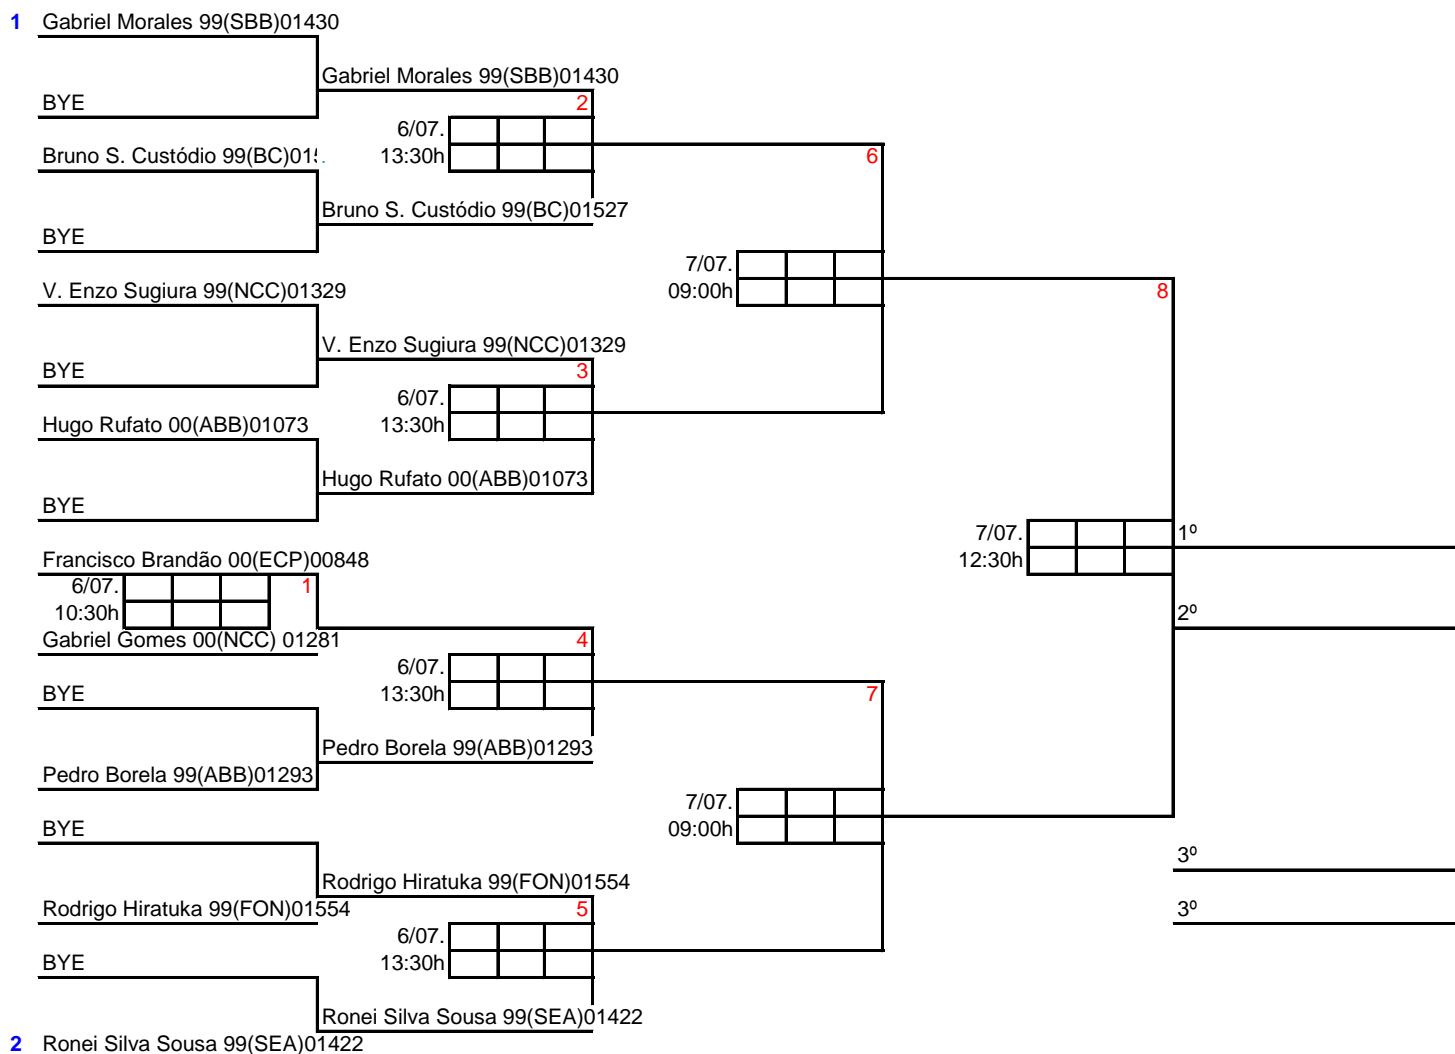 1 Gabriel Morales 99(SBB)01430
Gabriel Morales 99(SBB)01430
BYE
2
6/07.
13:30h
Bruno S. Custódio 99(BC)015.
6
Bruno S. Custódio 99(BC)01527
BYE
7/07.
09:00h
V. Enzo Sugiura 99(NCC)01329
8
V. Enzo Sugiura 99(NCC)01329
BYE
3
6/07.
13:30h
Hugo Rufato 00(ABB)01073
Hugo Rufato 00(ABB)01073
BYE
7/07.
12:30h
1º
Francisco Brandão 00(ECP)00848
6/07.
10:30h
1
2º
Gabriel Gomes 00(NCC) 01281
4
6/07.
13:30h
BYE
7
Pedro Borela 99(ABB)01293
Pedro Borela 99(ABB)01293
7/07.
09:00h
BYE
3º
Rodrigo Hiratuka 99(FON)01554
Rodrigo Hiratuka 99(FON)01554
5
3º
6/07.
13:30h
BYE
Ronei Silva Sousa 99(SEA)01422
2 Ronei Silva Sousa 99(SEA)01422